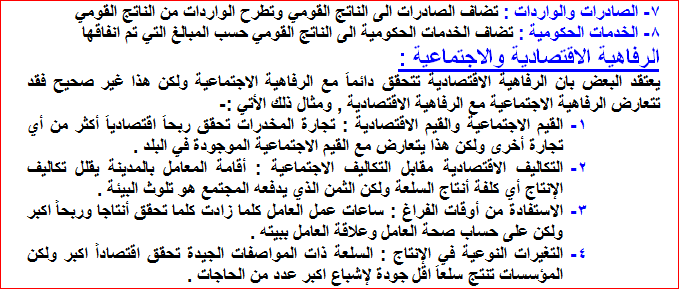 ٧- الصادرات والواردات : تضاف الصادرات الى الناتج القومي وتطرح الواردات من الناتج القومي
٨- الخدمات الحكومية : تضاف الخدمات الحكومية الى الناتج القومي حسب المبالغ التي تم انفاقها
الرفاهية الاقتصادية والاجتماعية :
يعتقد البعض بان الرفاهية الاقتصادية تتحقق دائماً مع الرفاهية الاجتماعية ولكن هذا غير صحيح فقد
تتعارض الرفاهية الاجتماعية مع الرفاهية الاقتصادية , ومثال ذلك الأتي :-
١- القيم الاجتماعية والقيم الاقتصادية : تجارة المخدرات تحقق ربحاً اقتصادياً أكثر من أي
تجارة أخرى ولكن هذا يتعارض مع القيم الاجتماعية الموجودة في البلد .
٢- التكاليف الاقتصادية مقابل التكاليف الاجتماعية : أقامة المعامل بالمدينة يقلل تكاليف
الإنتاج أي كلفة أنتاج السلعة ولكن الثمن الذي يدفعه المجتمع هو تلوث البيئة .
٣- الاستفادة من أوقات الفراغ : ساعات عمل العامل كلما زادت كلما تحقق أنتاجا وربحاً اكبر
ولكن على حساب صحة العامل وعلاقة العامل ببيته .
٤- التغيرات النوعية في الإنتاج : السلعة ذات المواصفات الجيدة تحقق اقتصاداً اكبر ولكن
المؤسسات تنتج سلعاً اقل جودة لإشباع اكبر عدد من الحاجات .